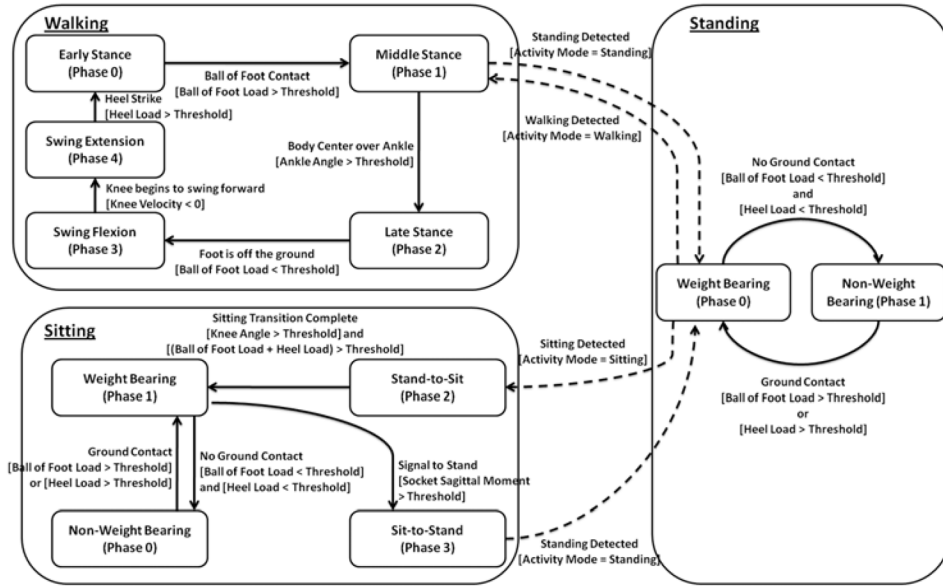 Walking
Early Stance
(Phase 0)
Ball of Foot Contact
[Ball of Foot Load > Threshold]
Middle Stance
(Phase 1)
Heel Strike
[Heel Load > Threshold]
Swing Extension
(Phase 4)
Body Center over Ankle
[Ankle Angle > Threshold]
Knee begins to swing forward
[Knee Velocity < 0]
Swing Flexion
(Phase 3)
Foot is off the ground
[Ball of Foot Load < Threshold]
Late Stance
(Phase 2)
Standing Detected
[Activity Mode = Standing]
Walking Detected
[Activity Mode = Walking]
Standing
No Ground Contact
[Ball of Foot Load < Threshold]
and
[Heel Load < Threshold]
Weight Bearing
(Phase 0)
Non-Weight
Bearing (Phase 1)
Ground Contact
[Ball of Foot Load > Threshold]
or
[Heel Load > Threshold]
Sitting Detected
[Activity Mode = Sitting]
Sitting
Sitting Transition Complete
[Knee Angle > Threshold] and
[(Ball of Foot Load + Heel Load) > Threshold]
Weight Bearing
(Phase 1)
Stand-to-Sit
(Phase 2)
Ground Contact
[Ball of Foot Load > Threshold]
or [Heel Load > Threshold]
No Ground Contact
[Ball of Foot Load < Threshold]
and [Heel Load < Threshold]
Signal to Stand
[Socket Sagittal Moment
> Threshold]
Non-Weight Bearing
(Phase 0)
Sit-to-Stand
(Phase 3)
Standing Detected
[Activity Mode = Standing]